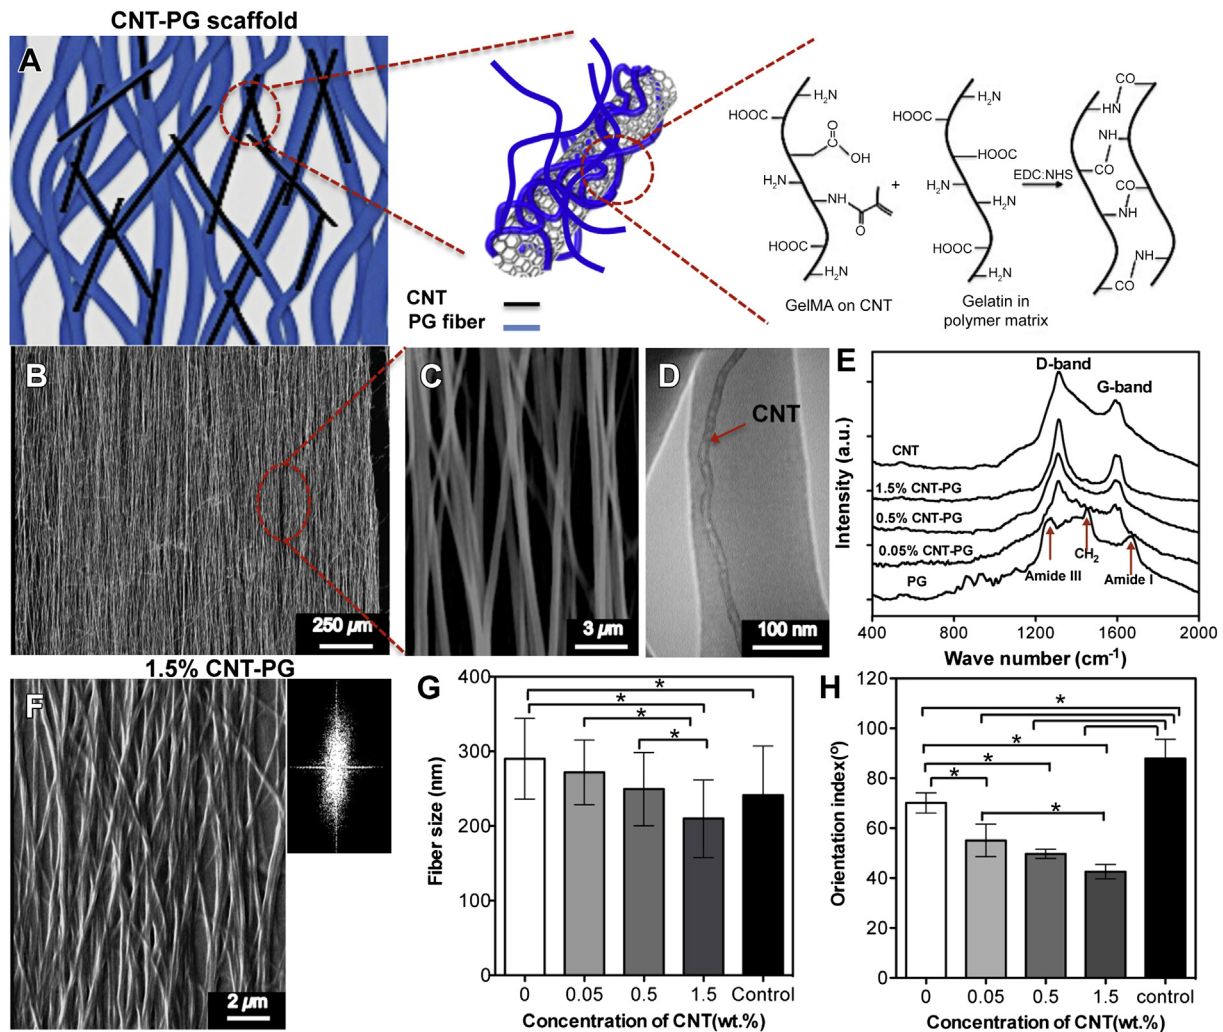 CNT-PG scaffold
A
CNT
PG fiber
H₂N
HOOC
O
O
OH
H₂N
NH
O
HOOC
H₂N
GelMA on CNT
+
H₂N
HOOC
HOOC
H₂N
H₂N
HOOC
H₂N
Gelatin in
polymer matrix
EDC:NHS
CO
HN
NH
CO
CO
NH
NH
CO
B
250 µm
C
3 µm
D
CNT
100 nm
E
D-band
G-band
CNT
1.5% CNT-PG
0.5% CNT-PG
0.05% CNT-PG
PG
Amide III
CH₂
Amide I
Intensity (a.u.)
400 800 1200 1600 2000
Wave number (cm⁻¹)
1.5% CNT-PG
F
2 µm
G
400
300
200
100
0
Fiber size (nm)
*
*
*
*
0 0.05 0.5 1.5 Control
Concentration of CNT(wt.%)
H
120
100
80
60
40
20
0
Orientation index(º)
*
*
*
*
*
*
0 0.05 0.5 1.5 control
Concentration of CNT(wt.%)